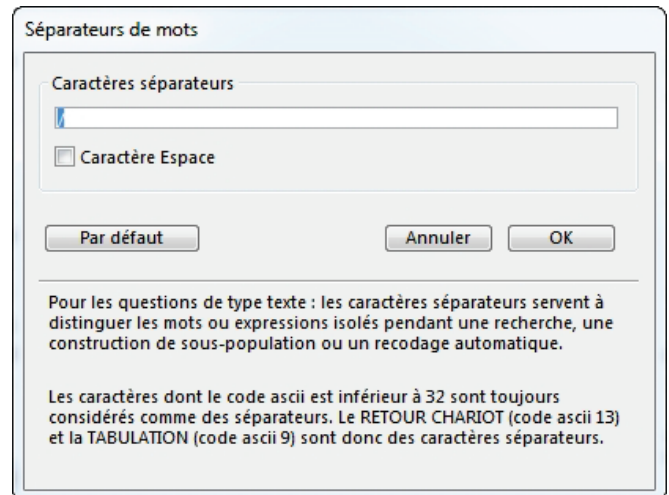 Séparateurs de mots
Caractères séparateurs
/
Caractère Espace
Par défaut
Annuler
OK
Pour les questions de type texte : les caractères séparateurs servent à
distinguer les mots ou expressions isolés pendant une recherche, une
construction de sous-population ou un recodage automatique.
Les caractères dont le code ascii est inférieur à 32 sont toujours
considérés comme des séparateurs. Le RETOUR CHARIOT (code ascii 13)
et la TABULATION (code ascii 9) sont donc des caractères séparateurs.